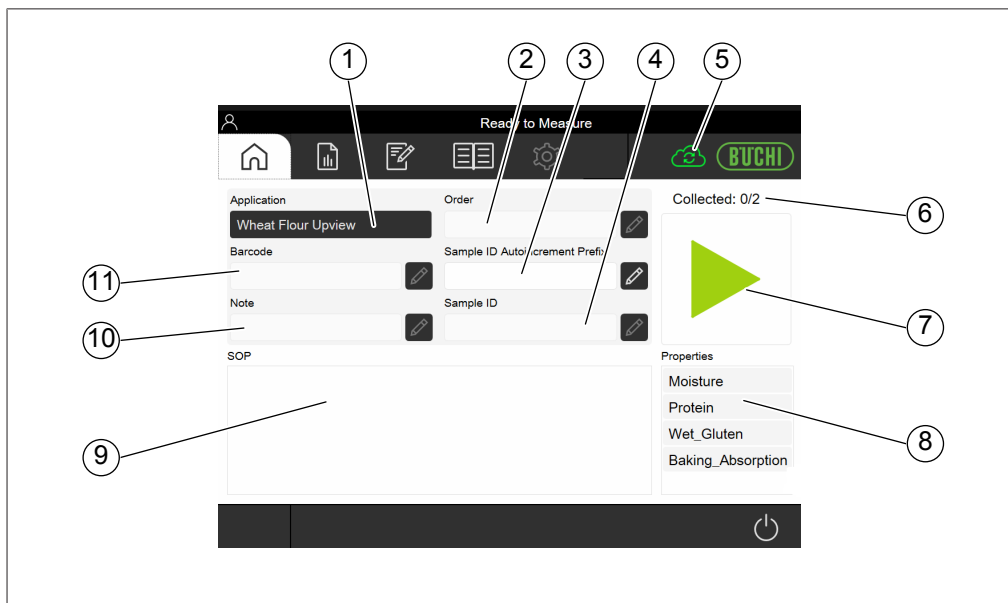 1 2 3 4 5
Ready to Measure
BÜCHI
Application Order Collected: 0/2
6
Wheat Flour Upview
Barcode Sample ID Autoincrement Prefix
11
Note Sample ID
10
7
SOP Properties
Moisture
Protein
Wet_Gluten
Baking_Absorption
9
8